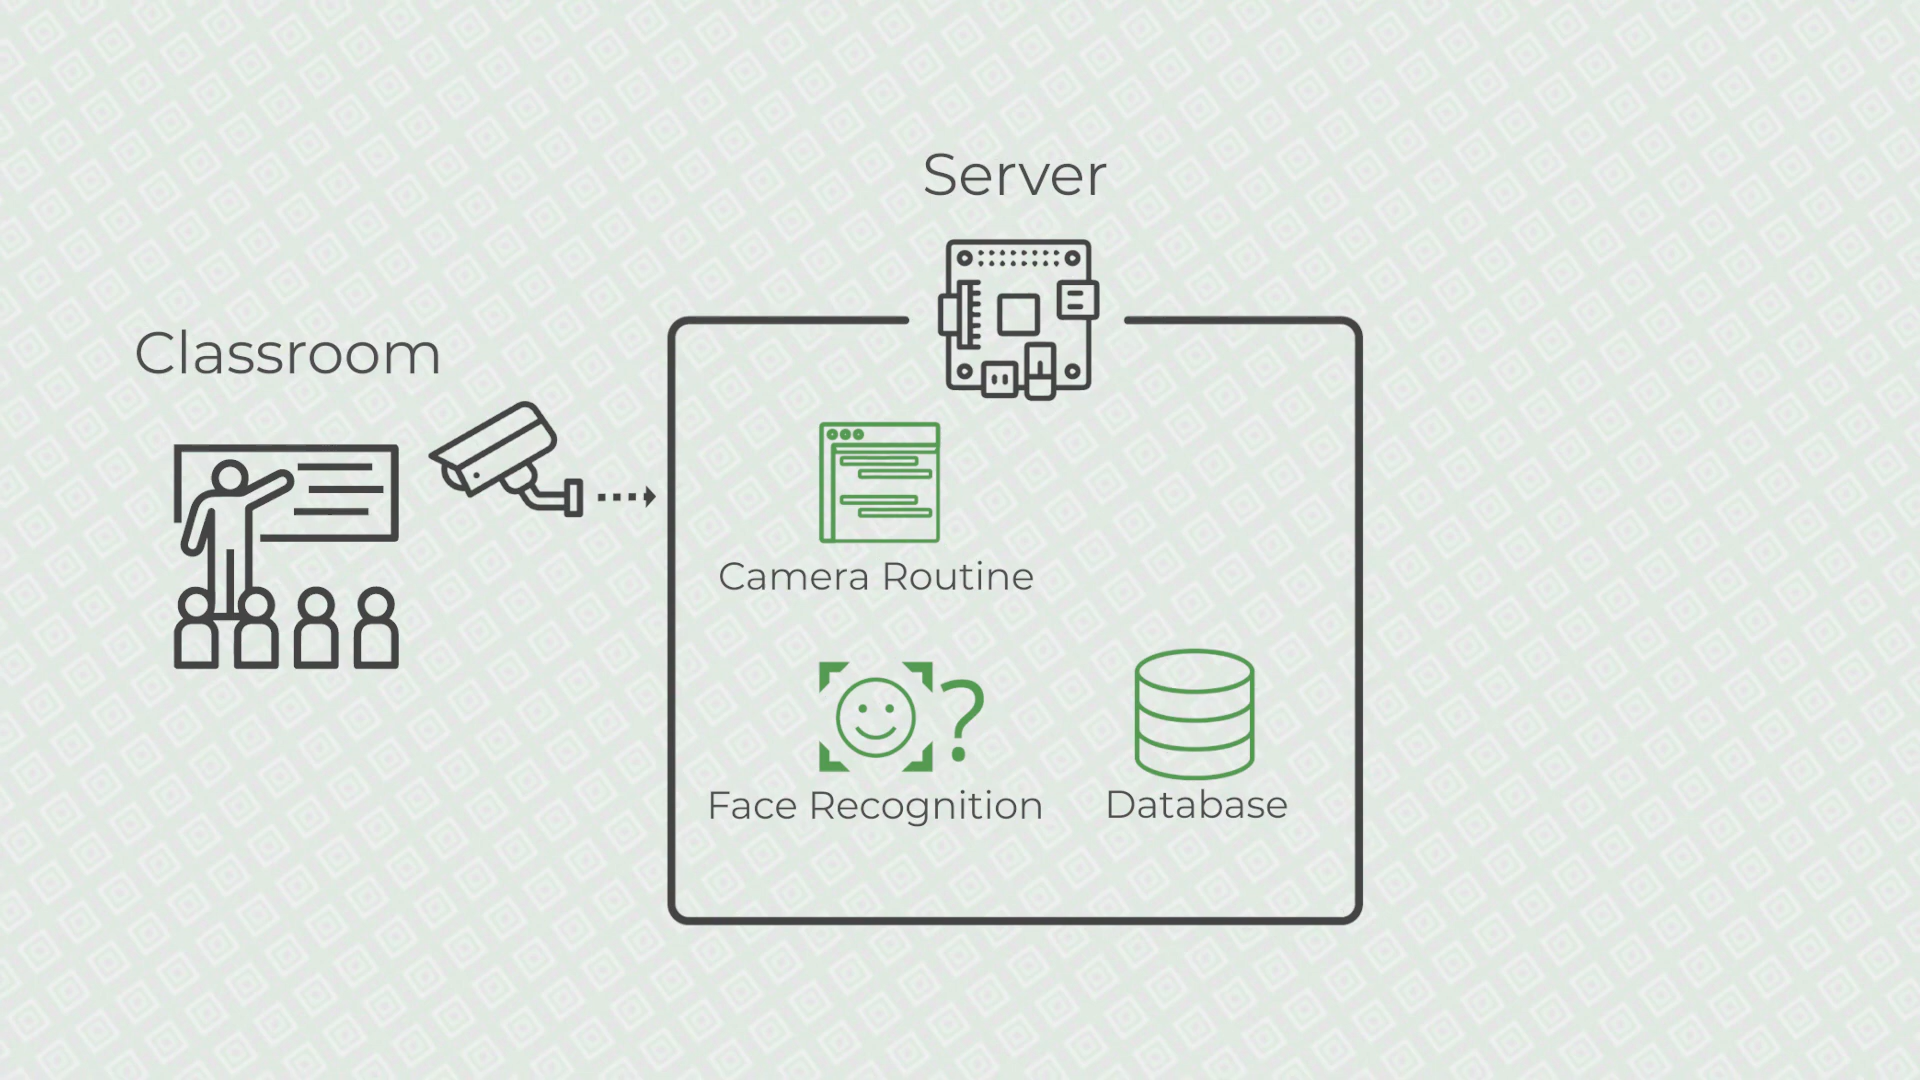 Server
Classroom
Camera Routine
?
Face Recognition
Database